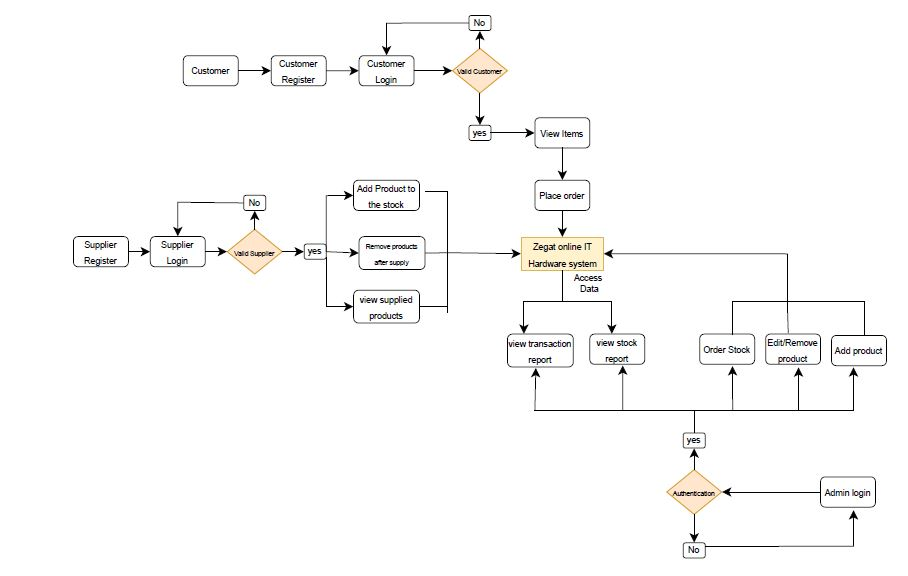 No
Customer
Customer
Register
Customer
Login
Valid Customer
yes
View Items
Place order
Supplier
Register
Supplier
Login
No
Valid Supplier
yes
Add Product to
the stock
Remove products
after supply
view supplied
products
Zegat online IT
Hardware system
Access
Data
view transaction
report
view stock
report
Order Stock
Edit/Remove
product
Add product
yes
Authentication
Admin login
No